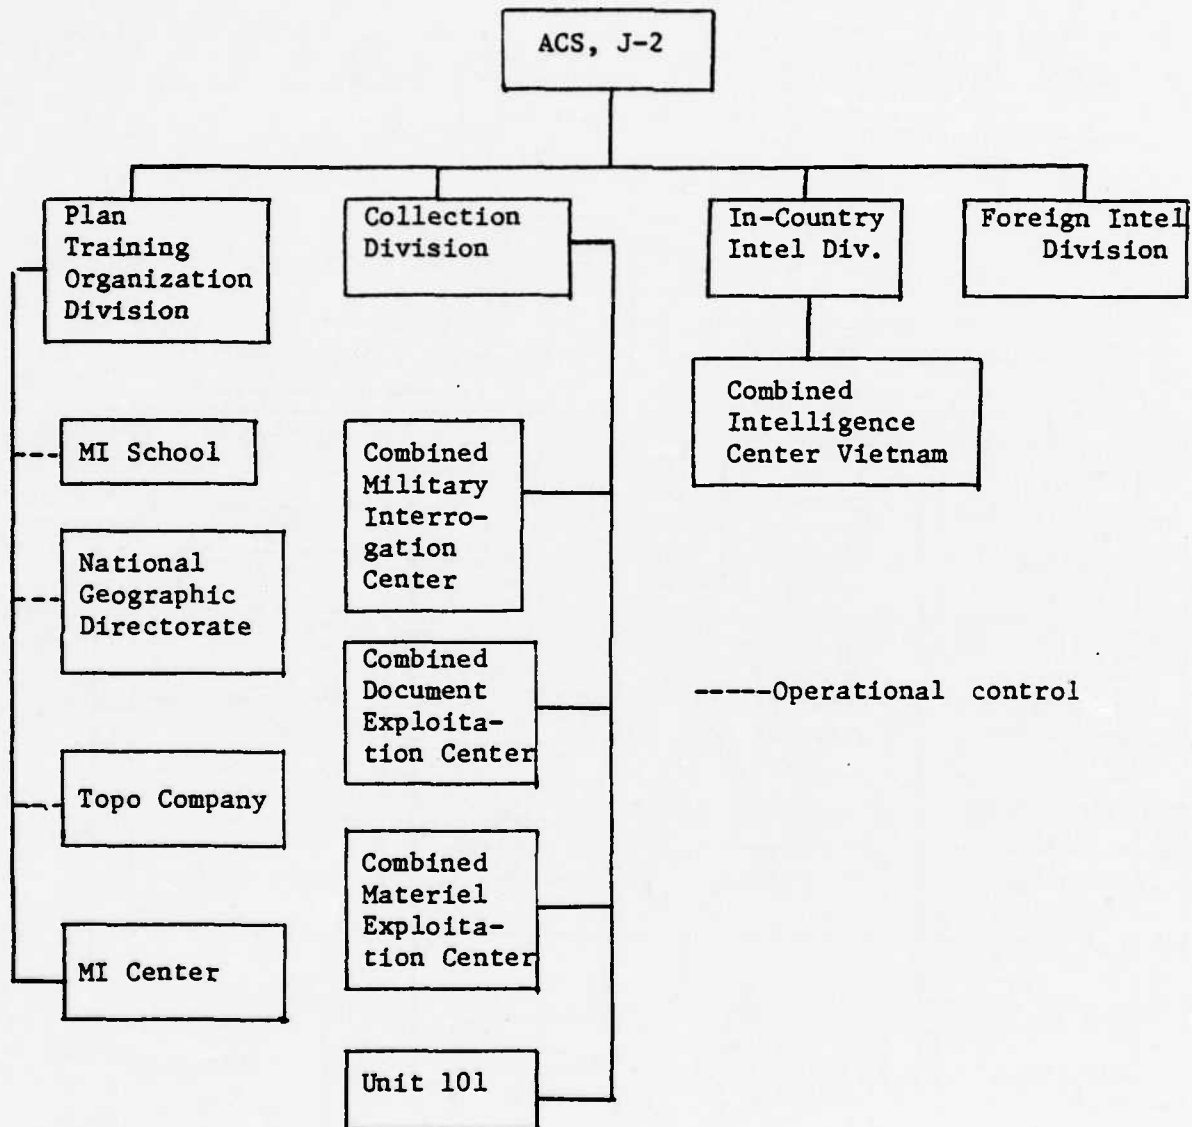 ACS, J-2
Plan
Training
Organization
Division
Collection
Division
In-Country
Intel Div.
Foreign Intel
Division
Combined
Intelligence
Center Vietnam
MI School
National
Geographic
Directorate
Topo Company
MI Center
Combined
Military
Interro-
gation
Center
Combined
Document
Exploita-
tion Center
Combined
Materiel
Exploita-
tion Center
Unit 101
-----Operational control